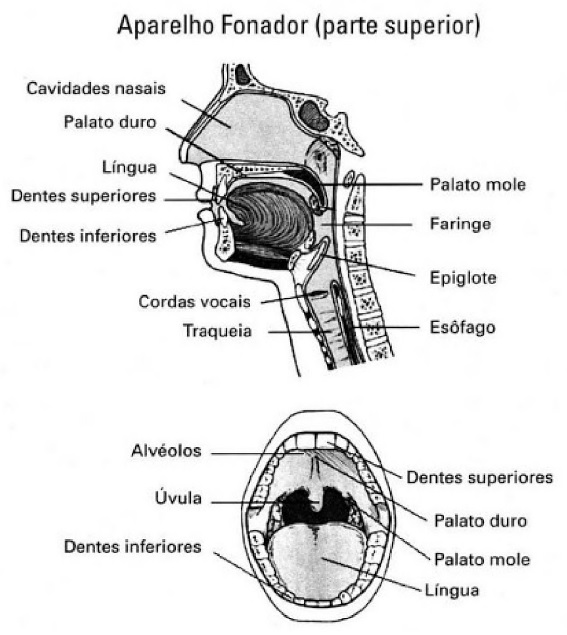 Aparelho Fonador (parte superior)
Cavidades nasais
Palato duro
Língua
Dentes superiores
Dentes inferiores
Cordas vocais
Traqueia
Palato mole
Faringe
Epiglote
Esôfago
Alvéolos
Úvula
Dentes inferiores
Dentes superiores
Palato duro
Palato mole
Língua